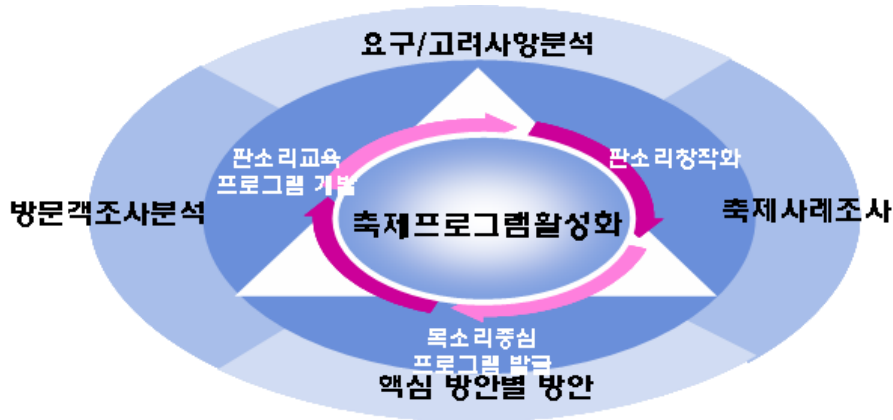 요구/고려사항분석
판소리교육
프로그램 개발
판소리창작화
방문객조사분석
축제프로그램활성화
축제사례조사
목소리중심
프로그램 발굴
핵심 방안별 방안